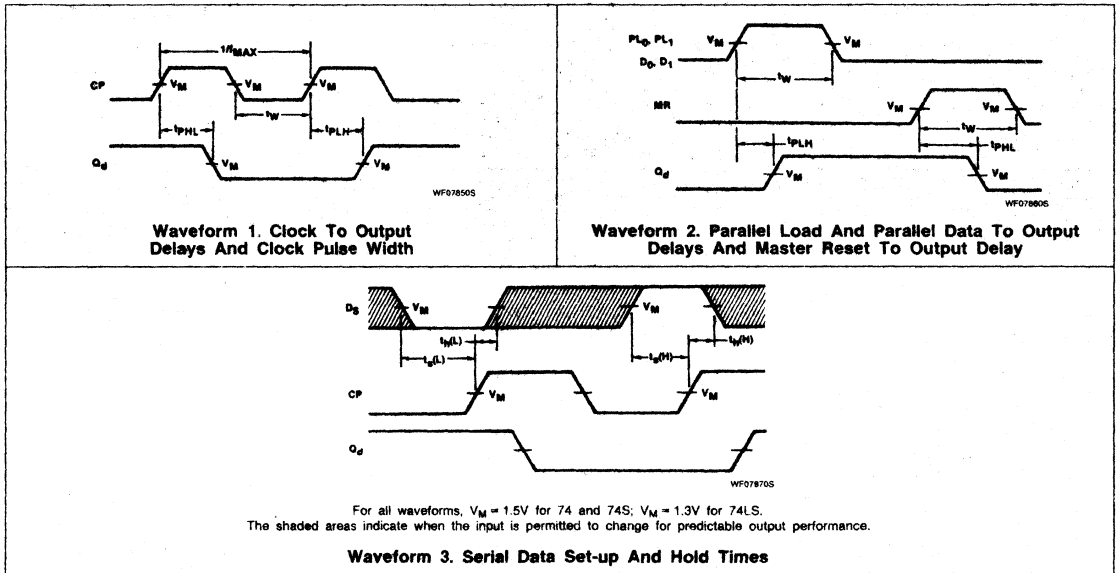 1/fMAX
CP
VM
VM
VM
tW
tPHL
tPLH
Qd
VM
VM
WF07850S
Waveform 1. Clock To Output
Delays And Clock Pulse Width
PL0, PL1
D0, D1
VM
VM
tW
MR
VM
VM
tW
tPLH
tPHL
Qd
VM
VM
WF07860S
Waveform 2. Parallel Load And Parallel Data To Output
Delays And Master Reset To Output Delay
DS
VM
VM
th(L)
th(H)
ts(L)
ts(H)
CP
VM
VM
Qd
WF07870S
For all waveforms, VM = 1.5V for 74 and 74S; VM = 1.3V for 74LS.
The shaded areas indicate when the input is permitted to change for predictable output performance.
Waveform 3. Serial Data Set-up And Hold Times